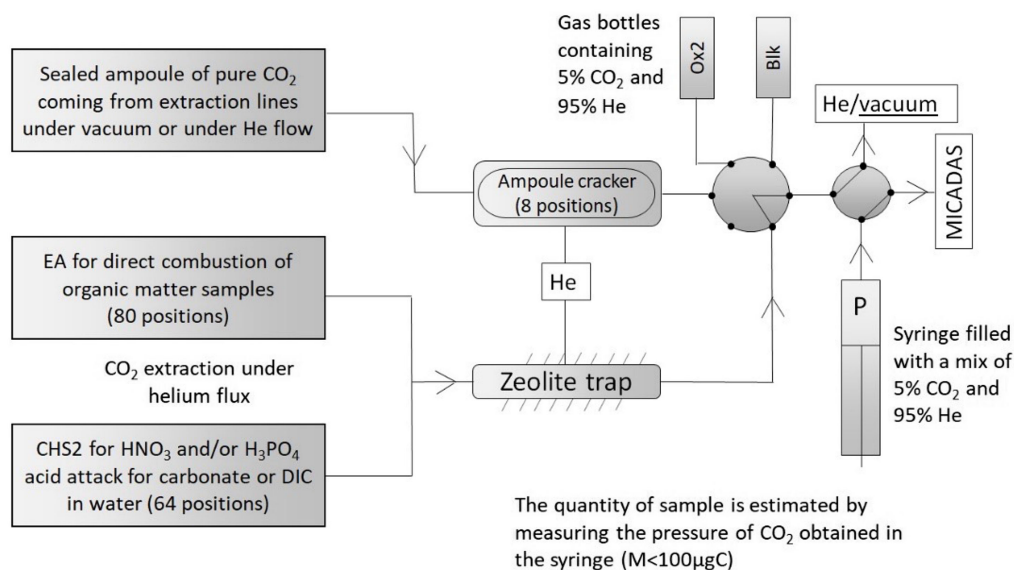 Sealed ampoule of pure CO₂
coming from extraction lines
under vacuum or under He flow
EA for direct combustion of
organic matter samples
(80 positions)
CO₂ extraction under
helium flux
CHS2 for HNO₃ and/or H₃PO₄
acid attack for carbonate or DIC
in water (64 positions)
Ampoule cracker
(8 positions)
He
Zeolite trap
Gas bottles
containing
5% CO₂ and
95% He
Ox2
Blk
He/vacuum
MICADAS
P
Syringe filled
with a mix of
5% CO₂ and
95% He
The quantity of sample is estimated by
measuring the pressure of CO₂ obtained in
the syringe (M<100µgC)